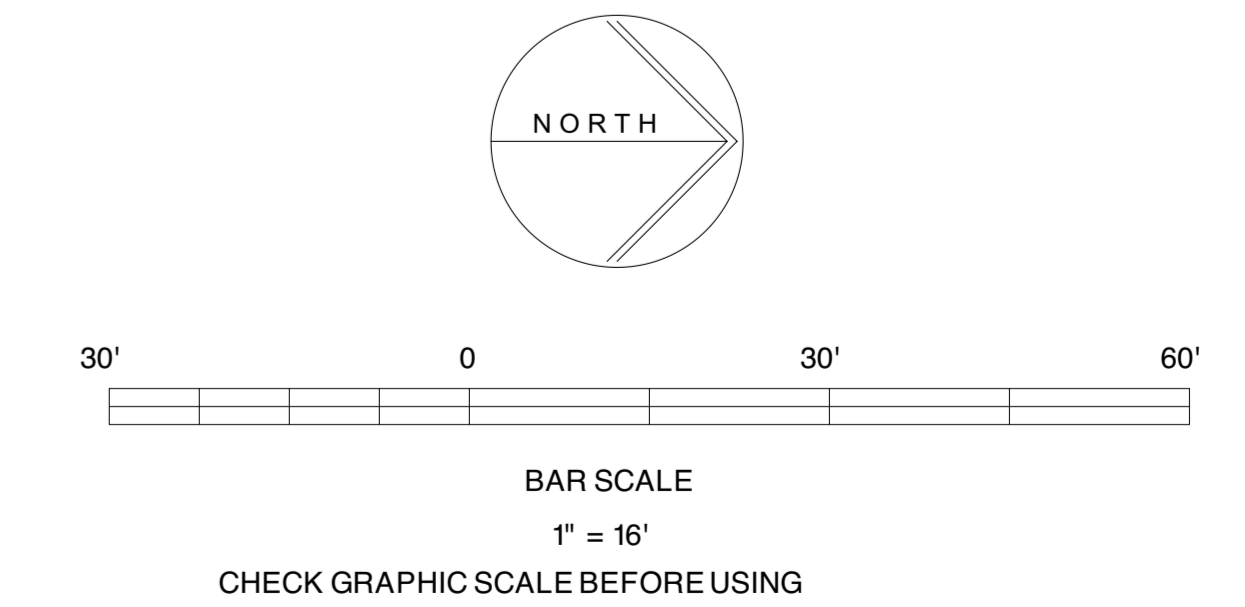 NORTH
30' 0 30' 60'
BAR SCALE
1" = 16'
CHECK GRAPHIC SCALE BEFORE USING